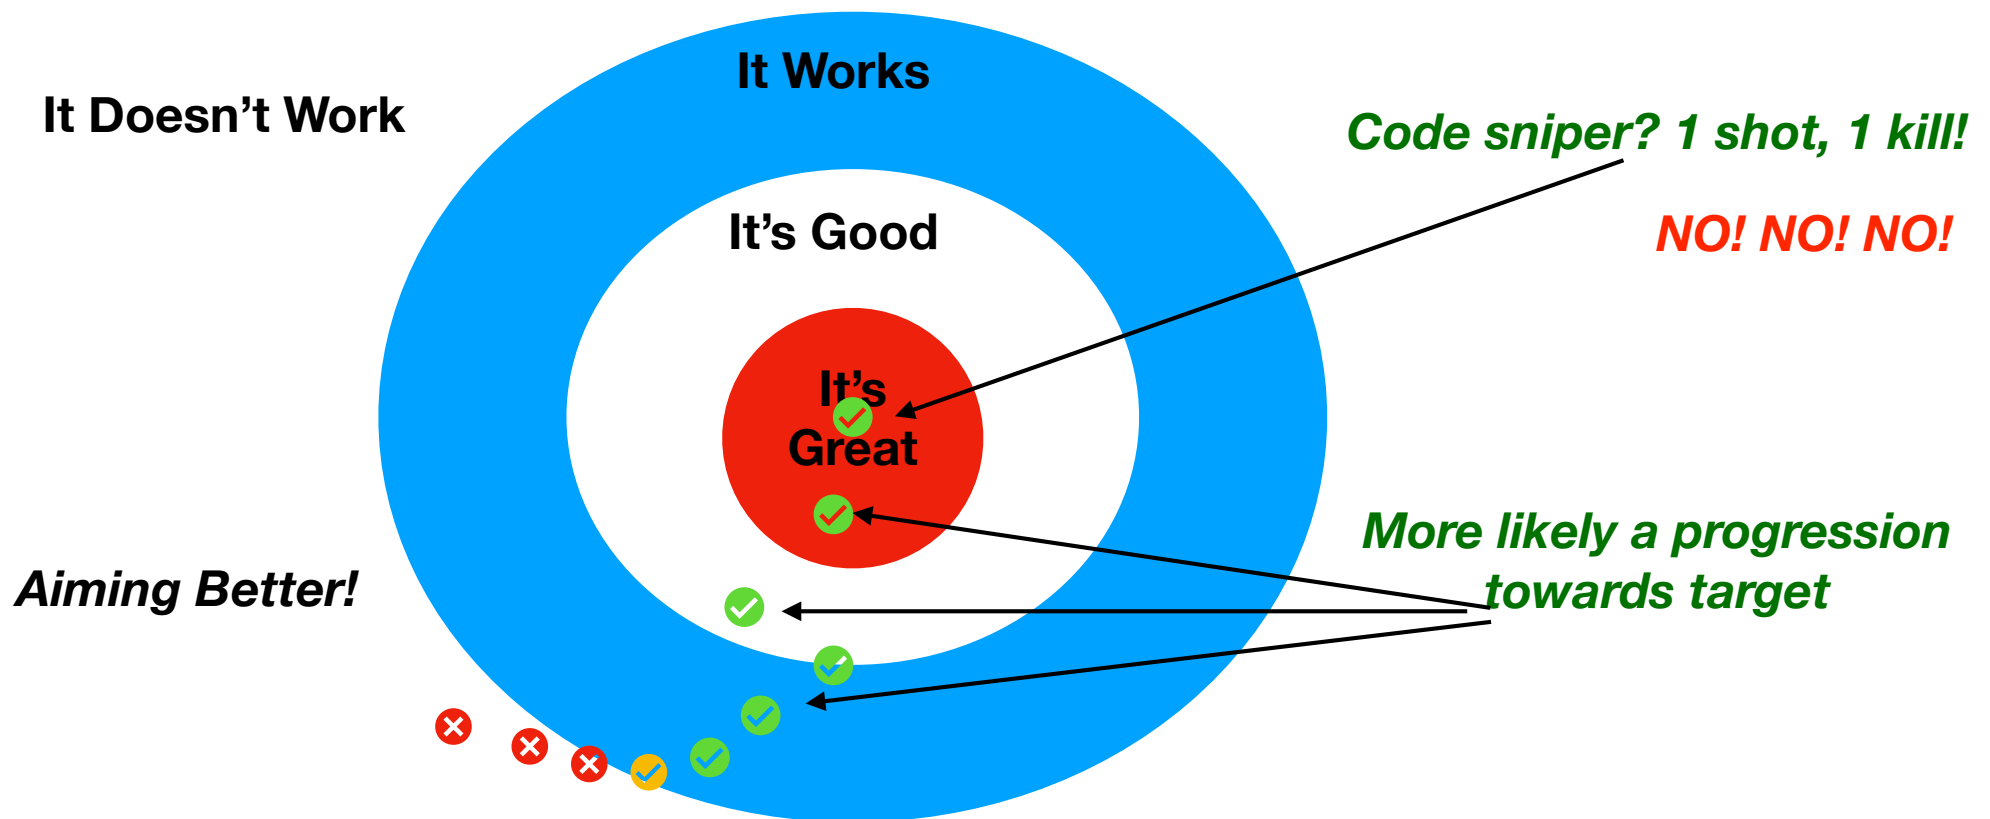 It Works
It Doesn't Work
Code sniper? 1 shot, 1 kill!
It's Good
NO! NO! NO!
It's
Great
More likely a progression
towards target
Aiming Better!